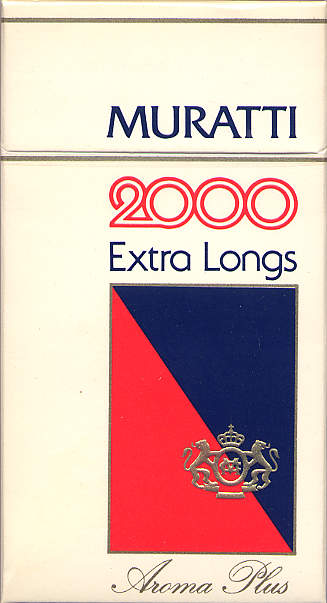 MURATTI
2000
Extra Longs
Aroma Plus